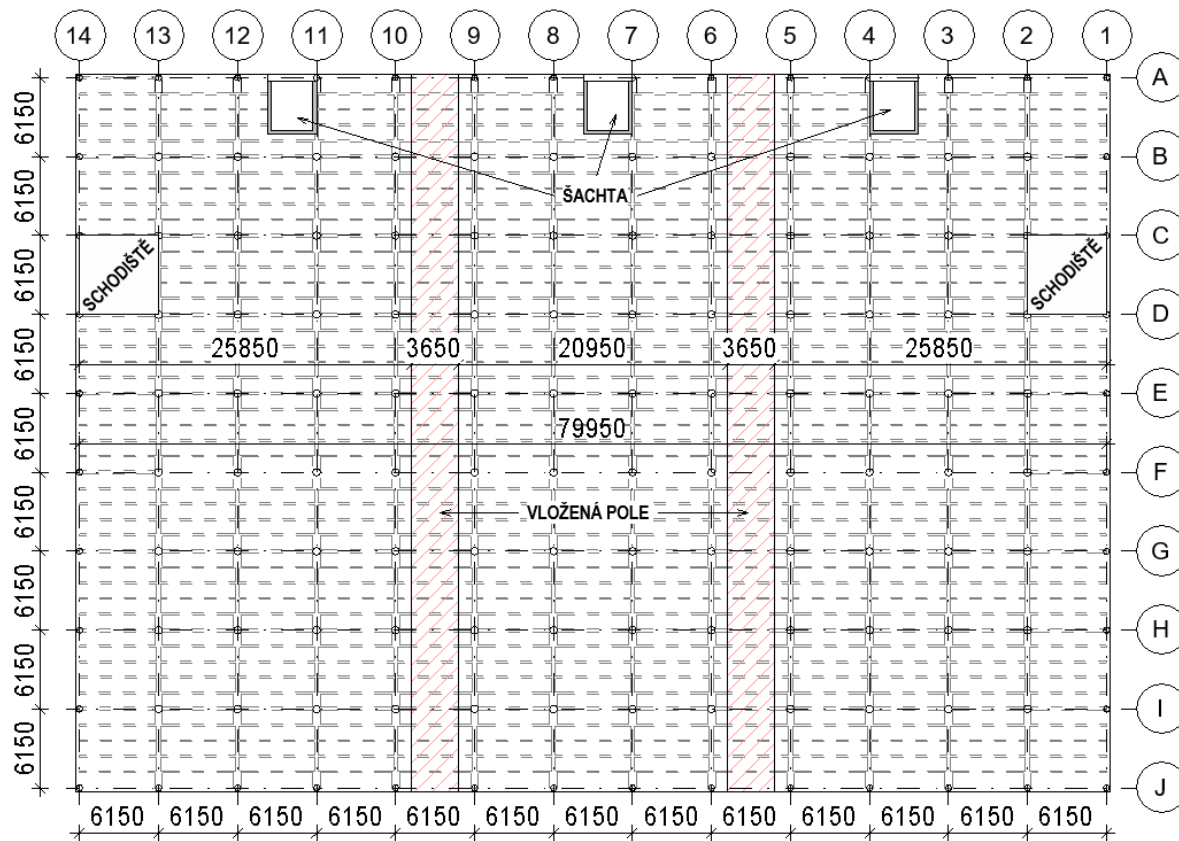 14 13 12 11 10 9 8 7 6 5 4 3 2 1
A
6150
B
ŠACHTA
6150
C
SCHODIŠTĚ SCHODIŠTĚ
6150
D
25850 3650 20950 3650 25850
6150
E
79950
6150
F
6150
VLOŽENÁ POLE
G
6150
H
6150
I
6150
J
6150 6150 6150 6150 6150 6150 6150 6150 6150 6150 6150 6150 6150